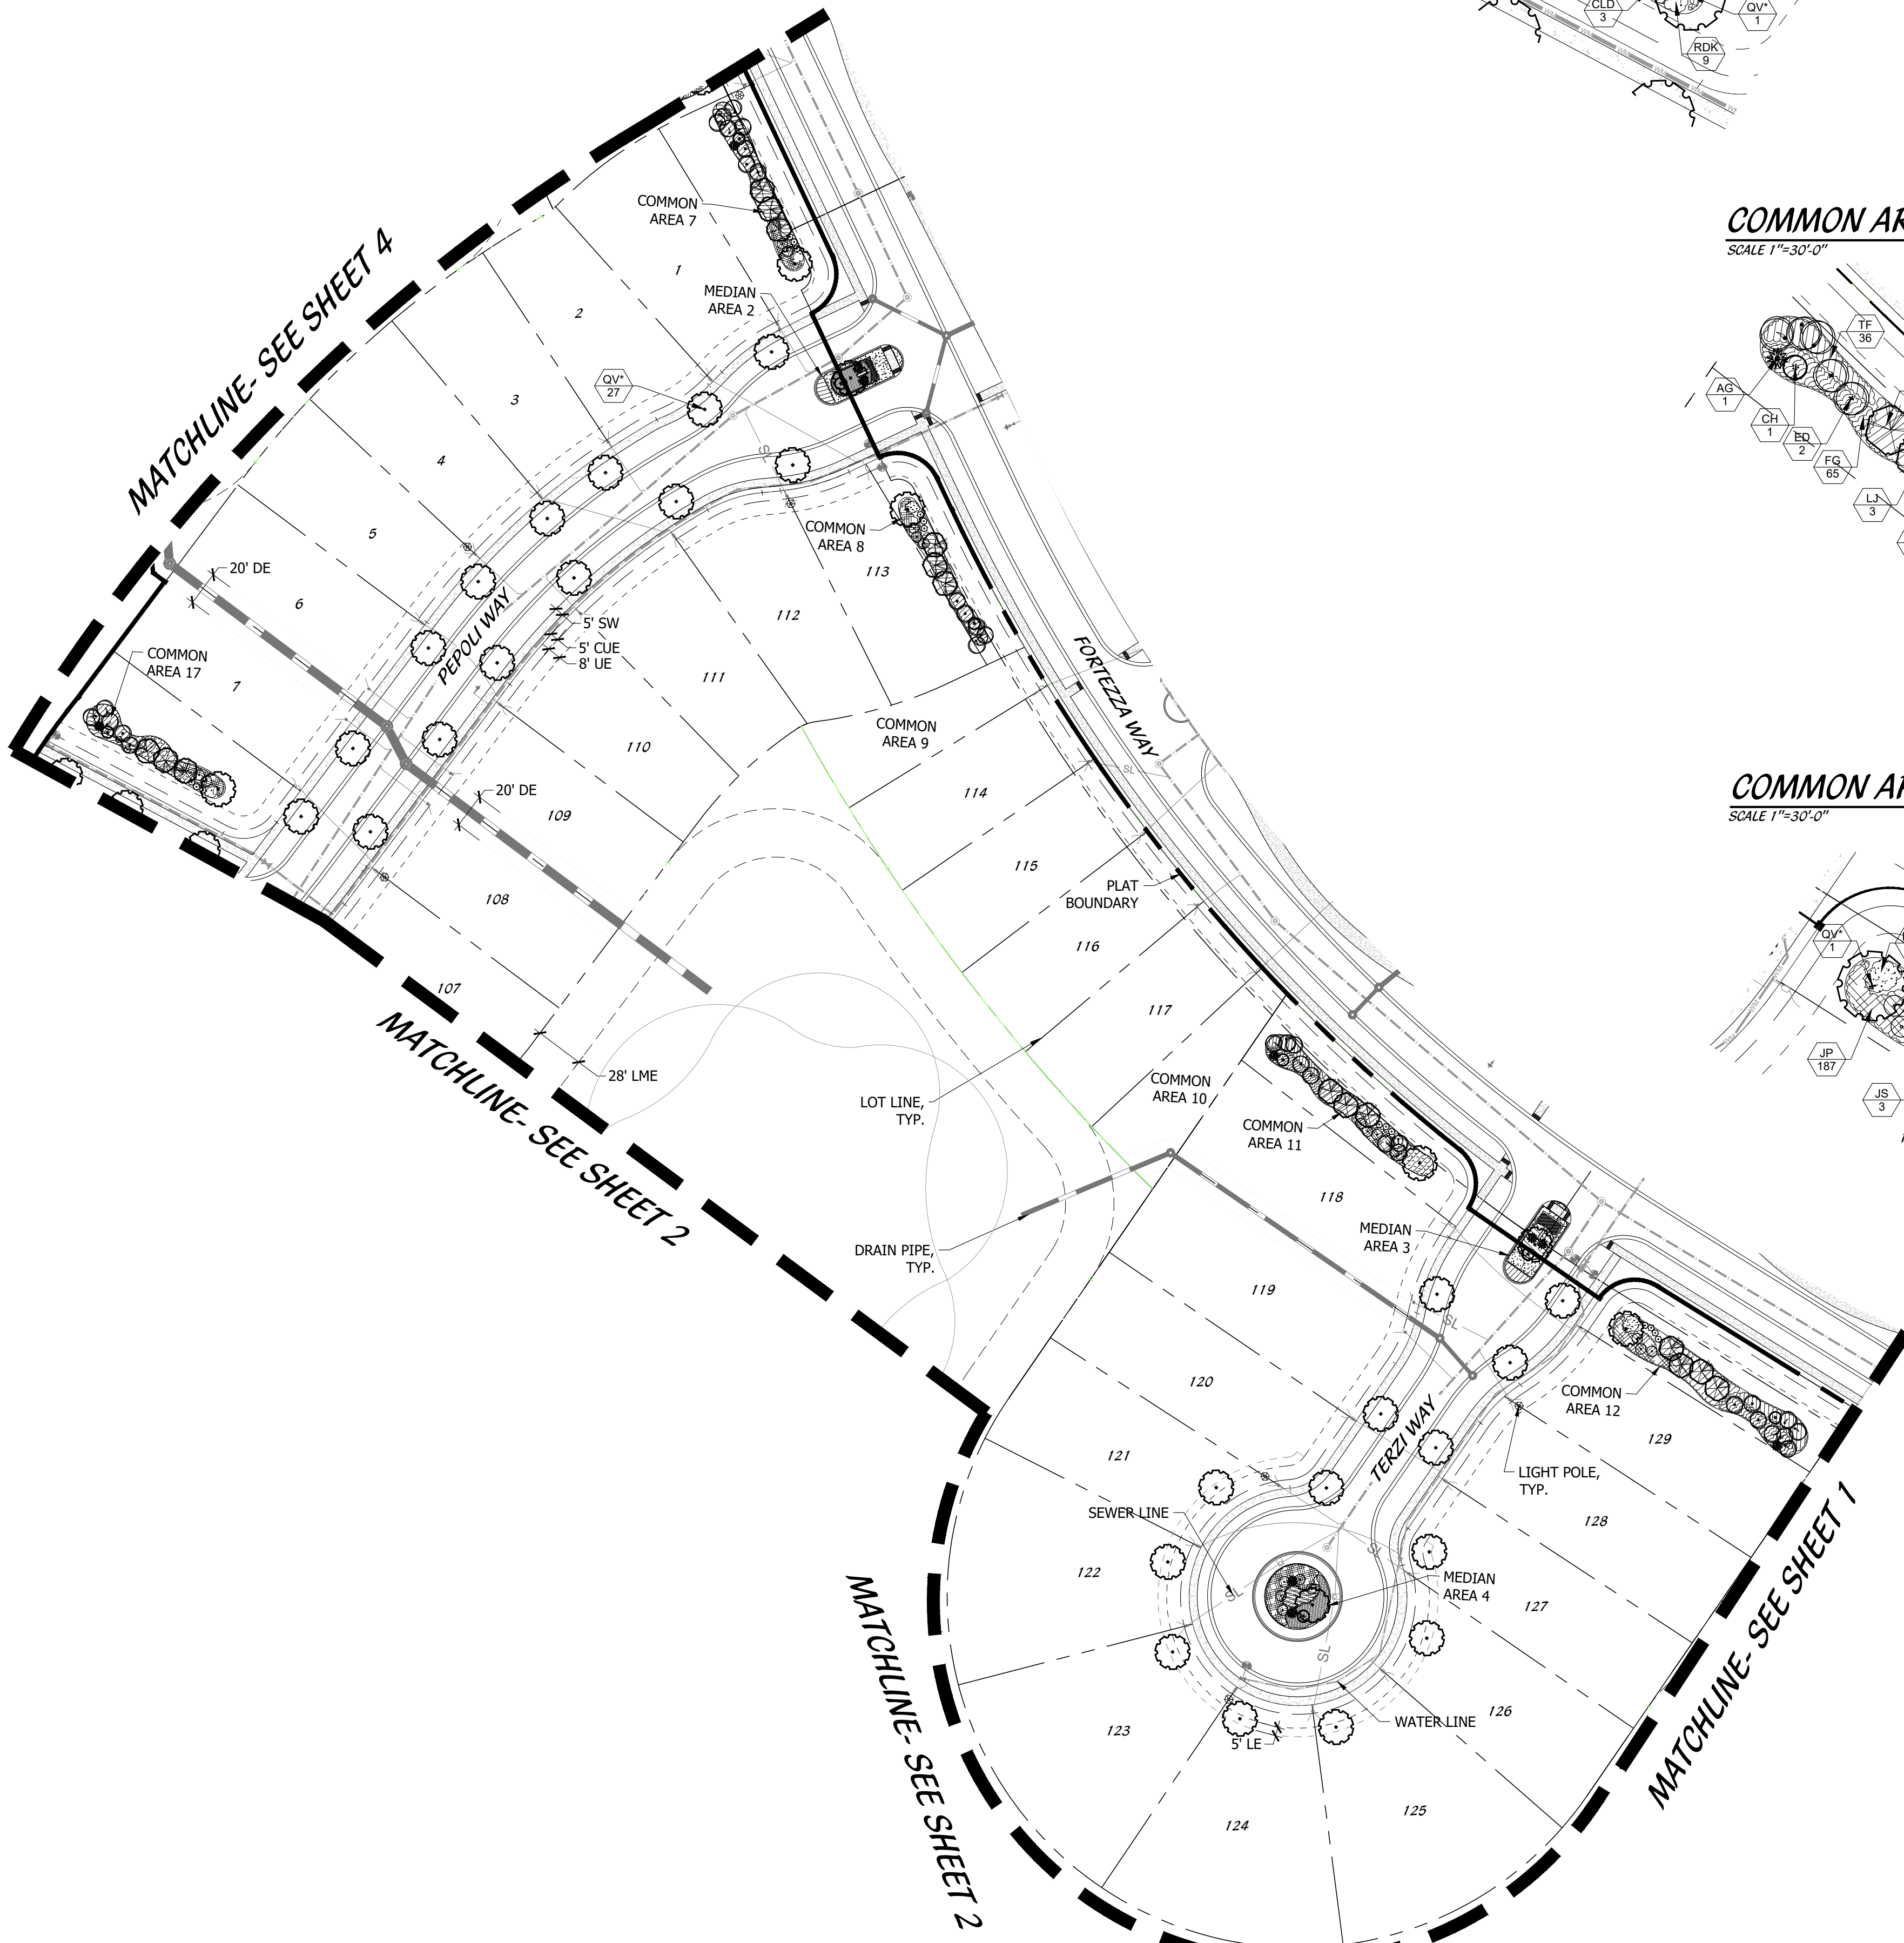 CLD
3
QV*
1
RDK
9
COMMON
AREA 7
MATCHLINE- SEE SHEET 4
1
2
MEDIAN
AREA 2
QV*
27
3
4
5
6
7
20' DE
COMMON
AREA 17
PEPOLI WAY
5' SW
5' CUE
8' UE
SL
COMMON
AREA 8
113
112
111
110
COMMON
AREA 9
FORTEZZA WAY
SL
20' DE
109
108
107
114
115
116
117
PLAT
BOUNDARY
MATCHLINE- SEE SHEET 2
28' LME
LOT LINE,
TYP.
COMMON
AREA 10
COMMON
AREA 11
118
DRAIN PIPE,
TYP.
MEDIAN
AREA 3
119
SL
120
121
TERZI WAY
COMMON
AREA 12
129
LIGHT POLE,
TYP.
128
SEWER LINE
SL
122
MEDIAN
AREA 4
127
SL
SL
126
WATER LINE
123
5' LE
124
125
MATCHLINE- SEE SHEET 2
MATCHLINE- SEE SHEET 1
COMMON AR
SCALE 1"=30'-0"
TF
36
AG
1
CH
1
ED
2
FG
65
LJ
3
COMMON AR
SCALE 1"=30'-0"
QV*
1
JP
187
JS
3